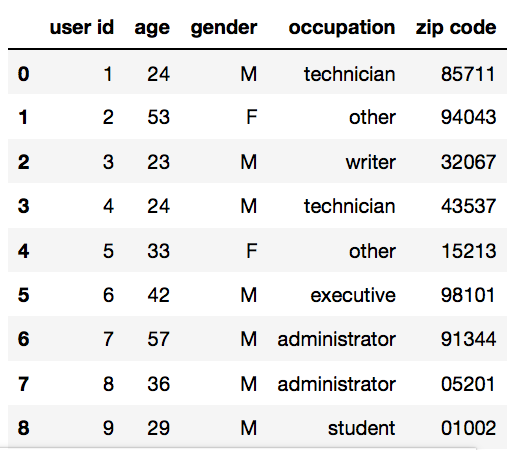 user id age gender occupation zip code
0 1 24 M technician 85711
1 2 53 F other 94043
2 3 23 M writer 32067
3 4 24 M technician 43537
4 5 33 F other 15213
5 6 42 M executive 98101
6 7 57 M administrator 91344
7 8 36 M administrator 05201
8 9 29 M student 01002